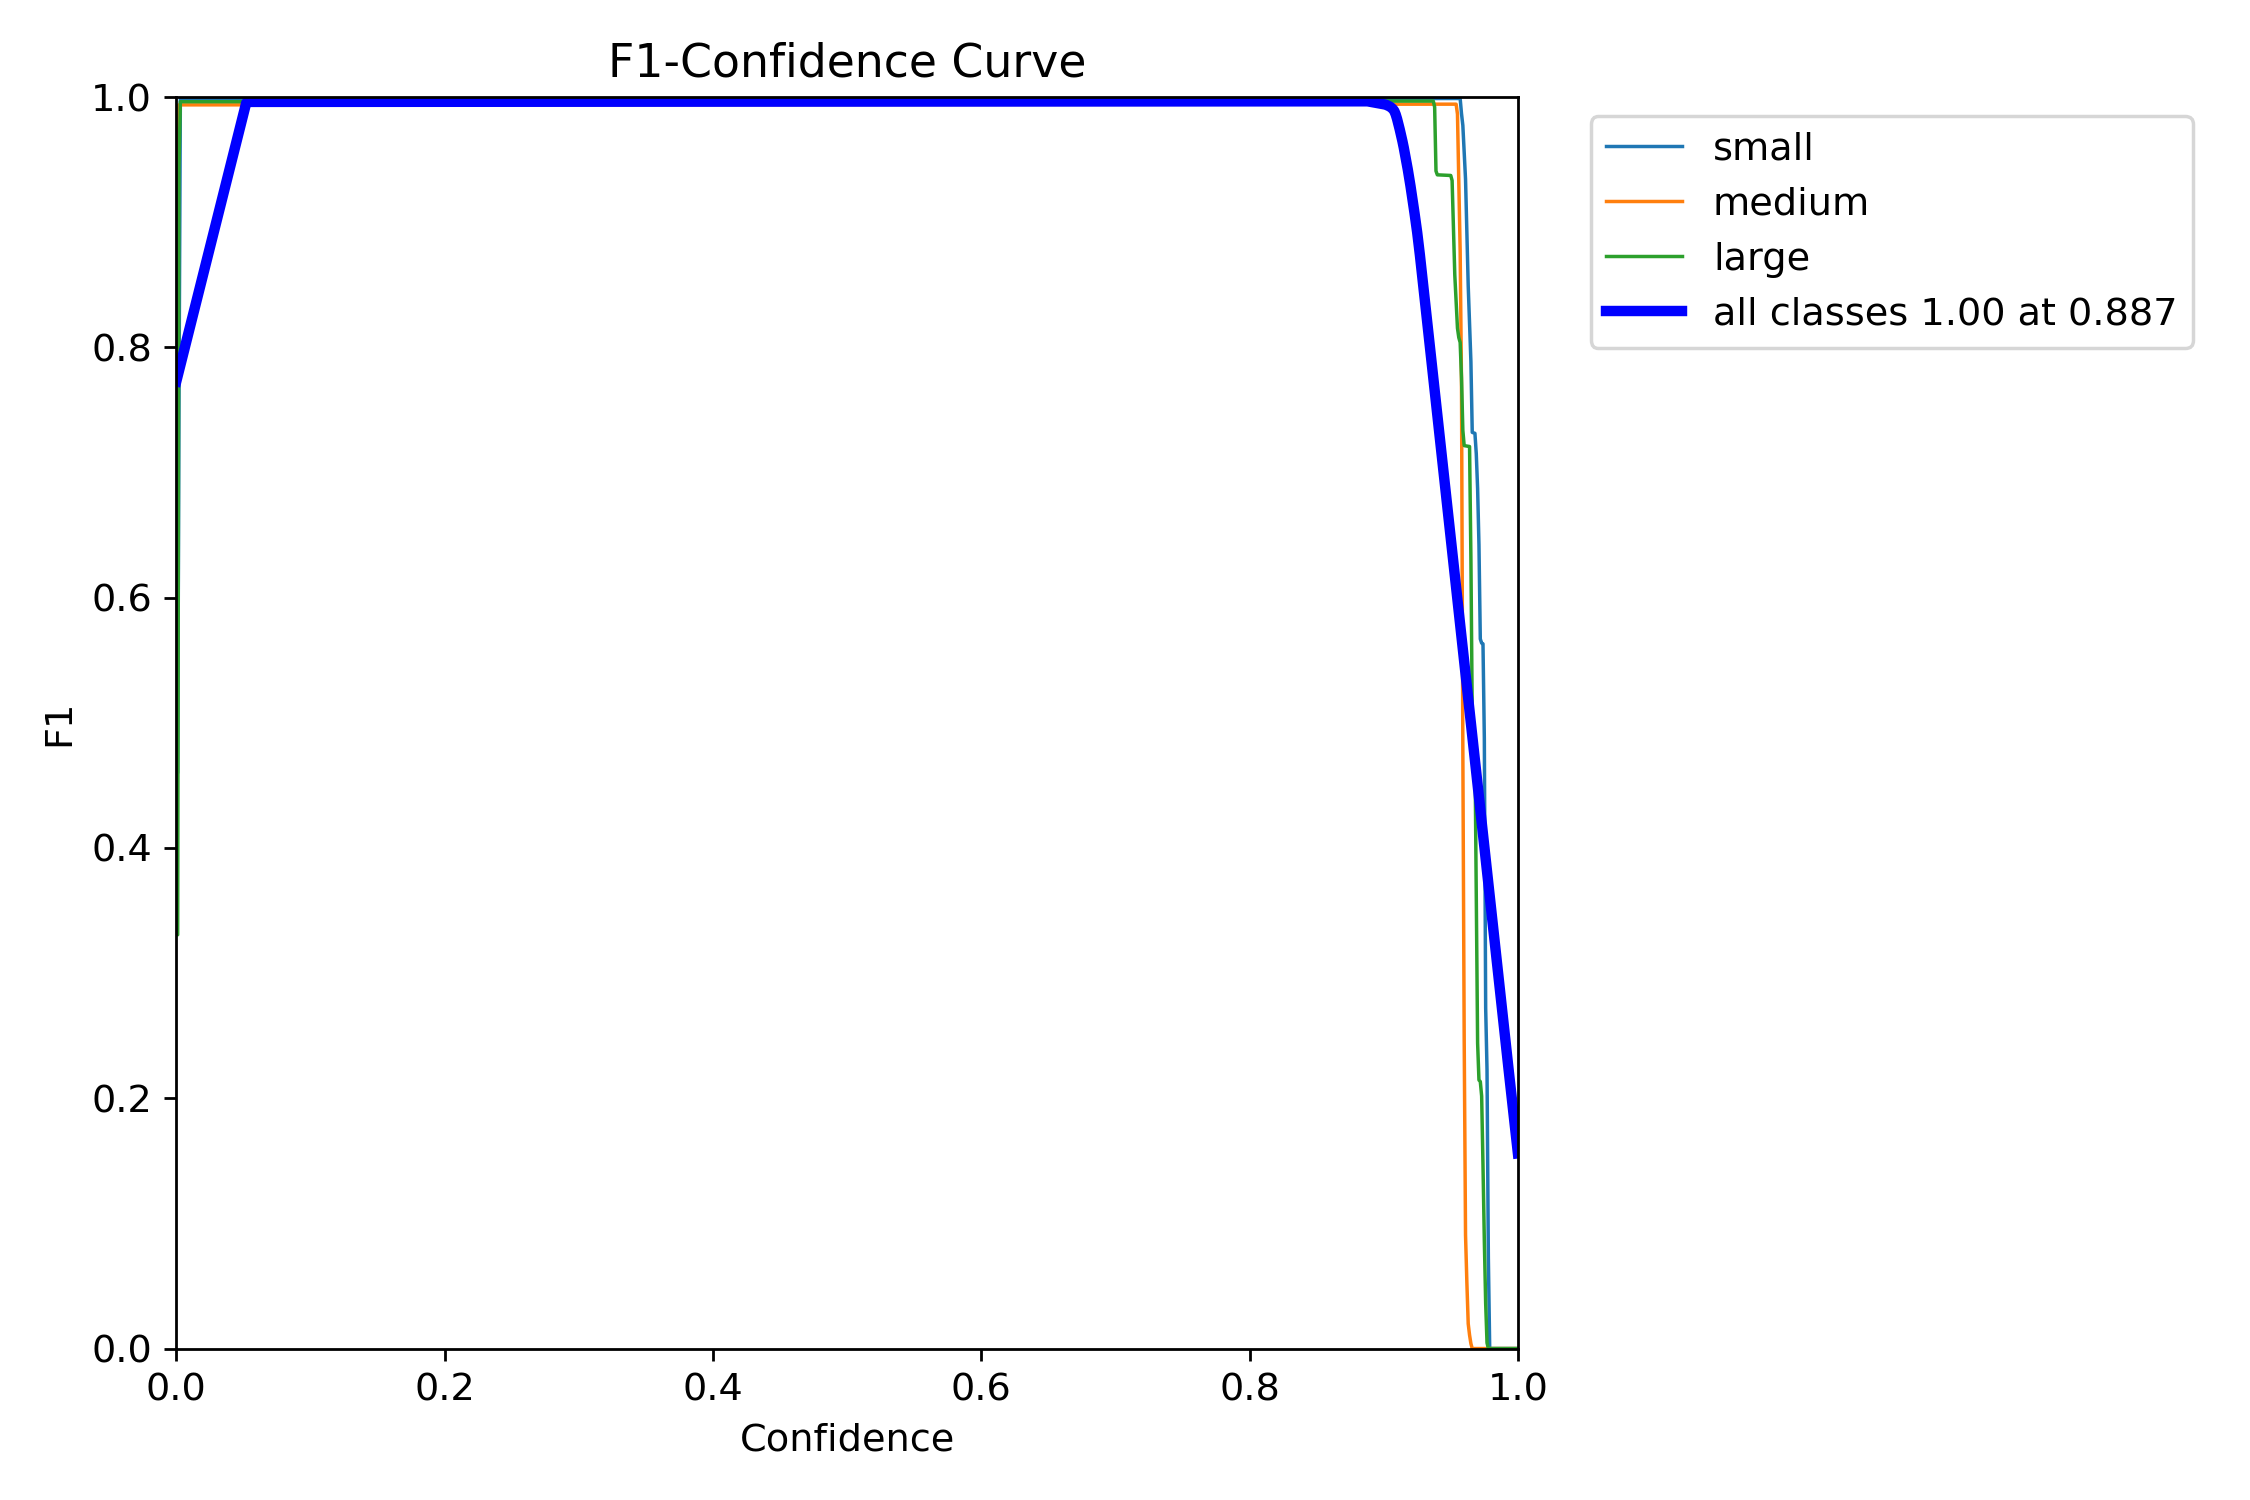 F1-Confidence Curve
1.0
0.8
0.6
0.4
0.2
0.0
F1
0.0 0.2 0.4 0.6 0.8 1.0
Confidence
small
medium
large
all classes 1.00 at 0.887